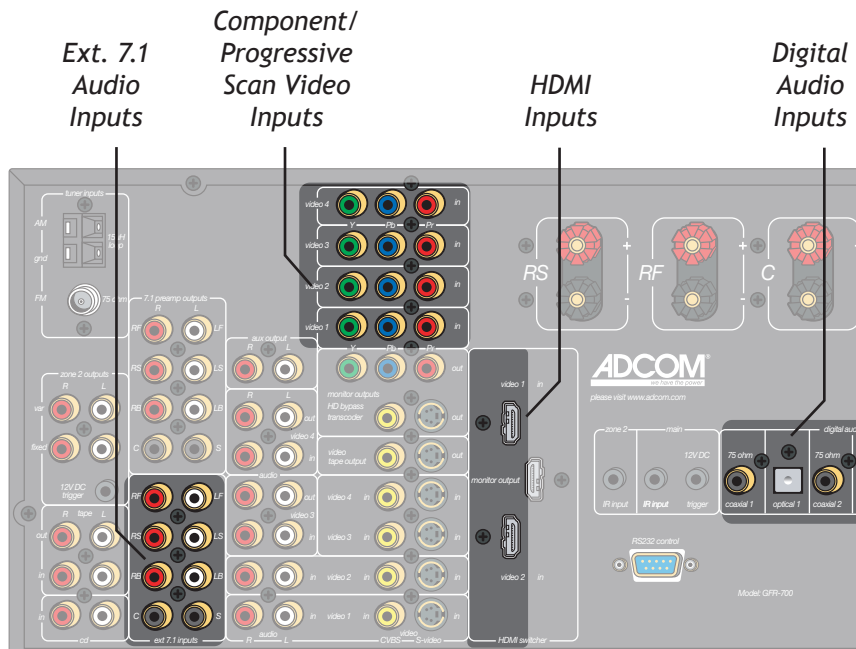 Ext. 7.1
Audio
Inputs
Component/
Progressive
Scan Video
Inputs
HDMI
Inputs
Digital
Audio
Inputs
tuner inputs
AM
gnd
FM
75 ohm
7.1 preamp outputs
R L
RF LF
RS LS
RB LB
C S
zone 2 outputs
R L
var
fixed
12V DC
trigger
R tape L
out
in
in
cd
RF LF
RS LS
RB LB
C S
ext 7.1 inputs
aux output
R L
R L
out
video 4
in
audio
out
video 3
in
in
in
audio
R L
video 4 in
Y Pb Pr
video 3 in
video 2 in
video 1 in
Y Pb Pr
out
monitor outputs
HD bypass
transcoder
out
video
tape output
out
video 4 in
video 3 in
video 2 in
video 1 in
video
CVBS S-video
video 1 in
monitor output
video 2 in
HDMI switcher
RS + -
RF + -
C
ADCOM®
we have the power
please visit www.adcom.com
zone 2
main
12V DC
IR input
IR input
trigger
digital aud
75 ohm
75 ohm
coaxial 1
optical 1
coaxial 2
RS232 control
Model: GFR-700